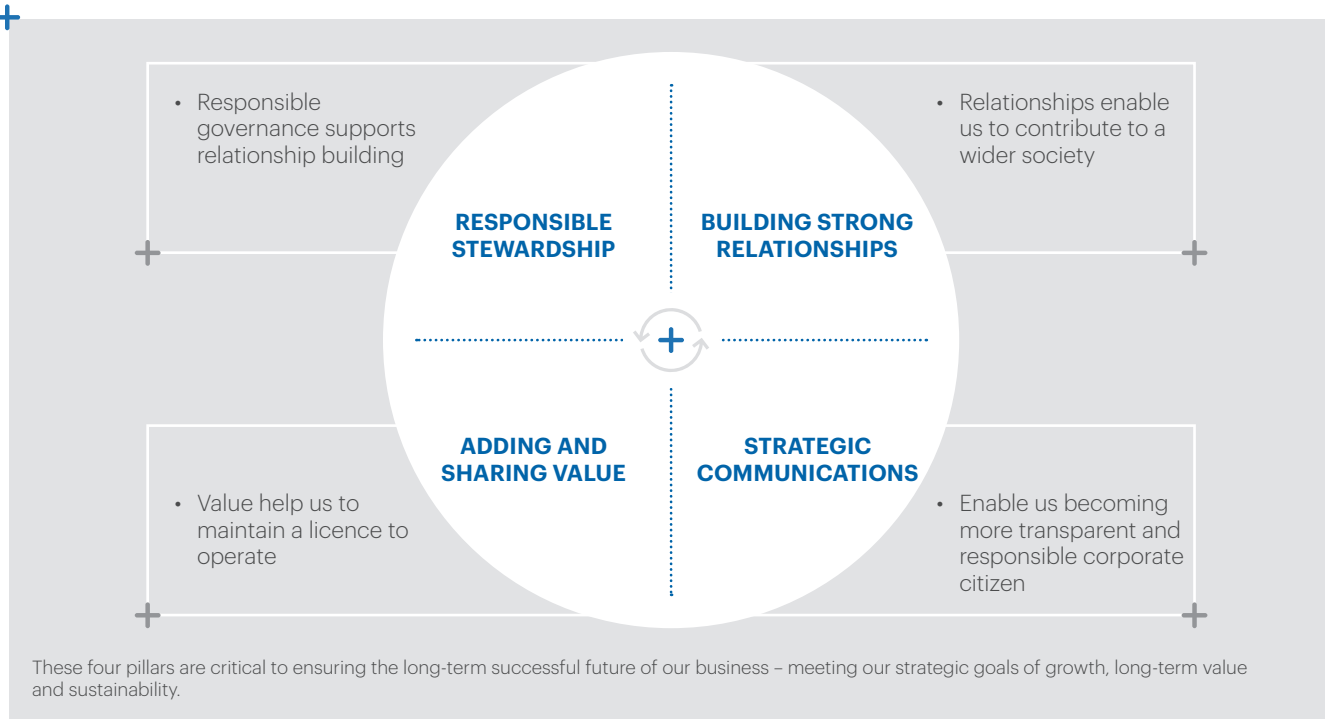 • Responsible
governance supports
relationship building
• Relationships enable
us to contribute to a
wider society
RESPONSIBLE
STEWARDSHIP
BUILDING STRONG
RELATIONSHIPS
ADDING AND
SHARING VALUE
STRATEGIC
COMMUNICATIONS
• Value help us to
maintain a licence to
operate
• Enable us becoming
more transparent and
responsible corporate
citizen
These four pillars are critical to ensuring the long-term successful future of our business – meeting our strategic goals of growth, long-term value
and sustainability.